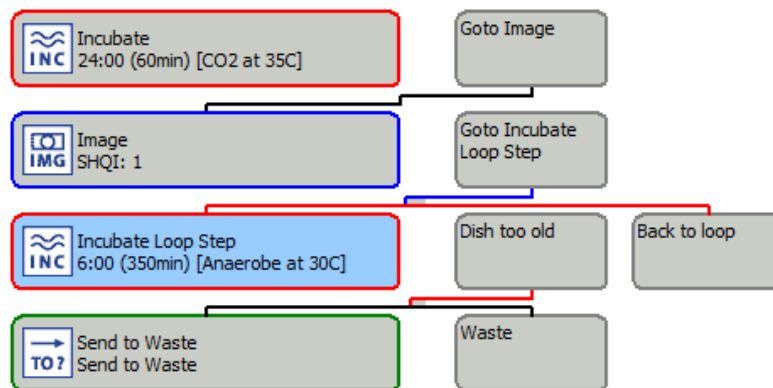 INC
Incubate
24:00 (60min) [CO2 at 35C]
Goto Image
IMG
Image
SHQI: 1
Goto Incubate
Loop Step
INC
Incubate Loop Step
6:00 (350min) [Anaerobe at 30C]
Dish too old
Back to loop
TO?
Send to Waste
Send to Waste
Waste